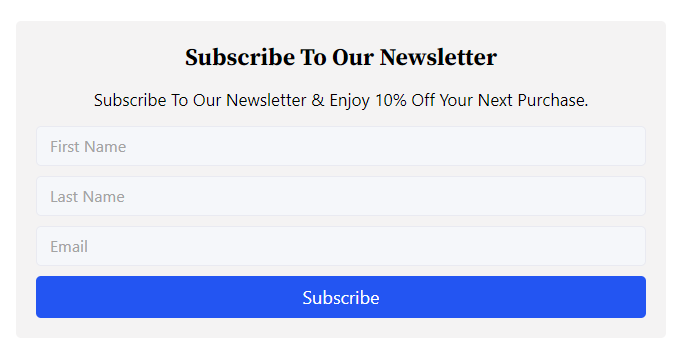 Subscribe To Our Newsletter
Subscribe To Our Newsletter & Enjoy 10% Off Your Next Purchase.
First Name
Last Name
Email
Subscribe